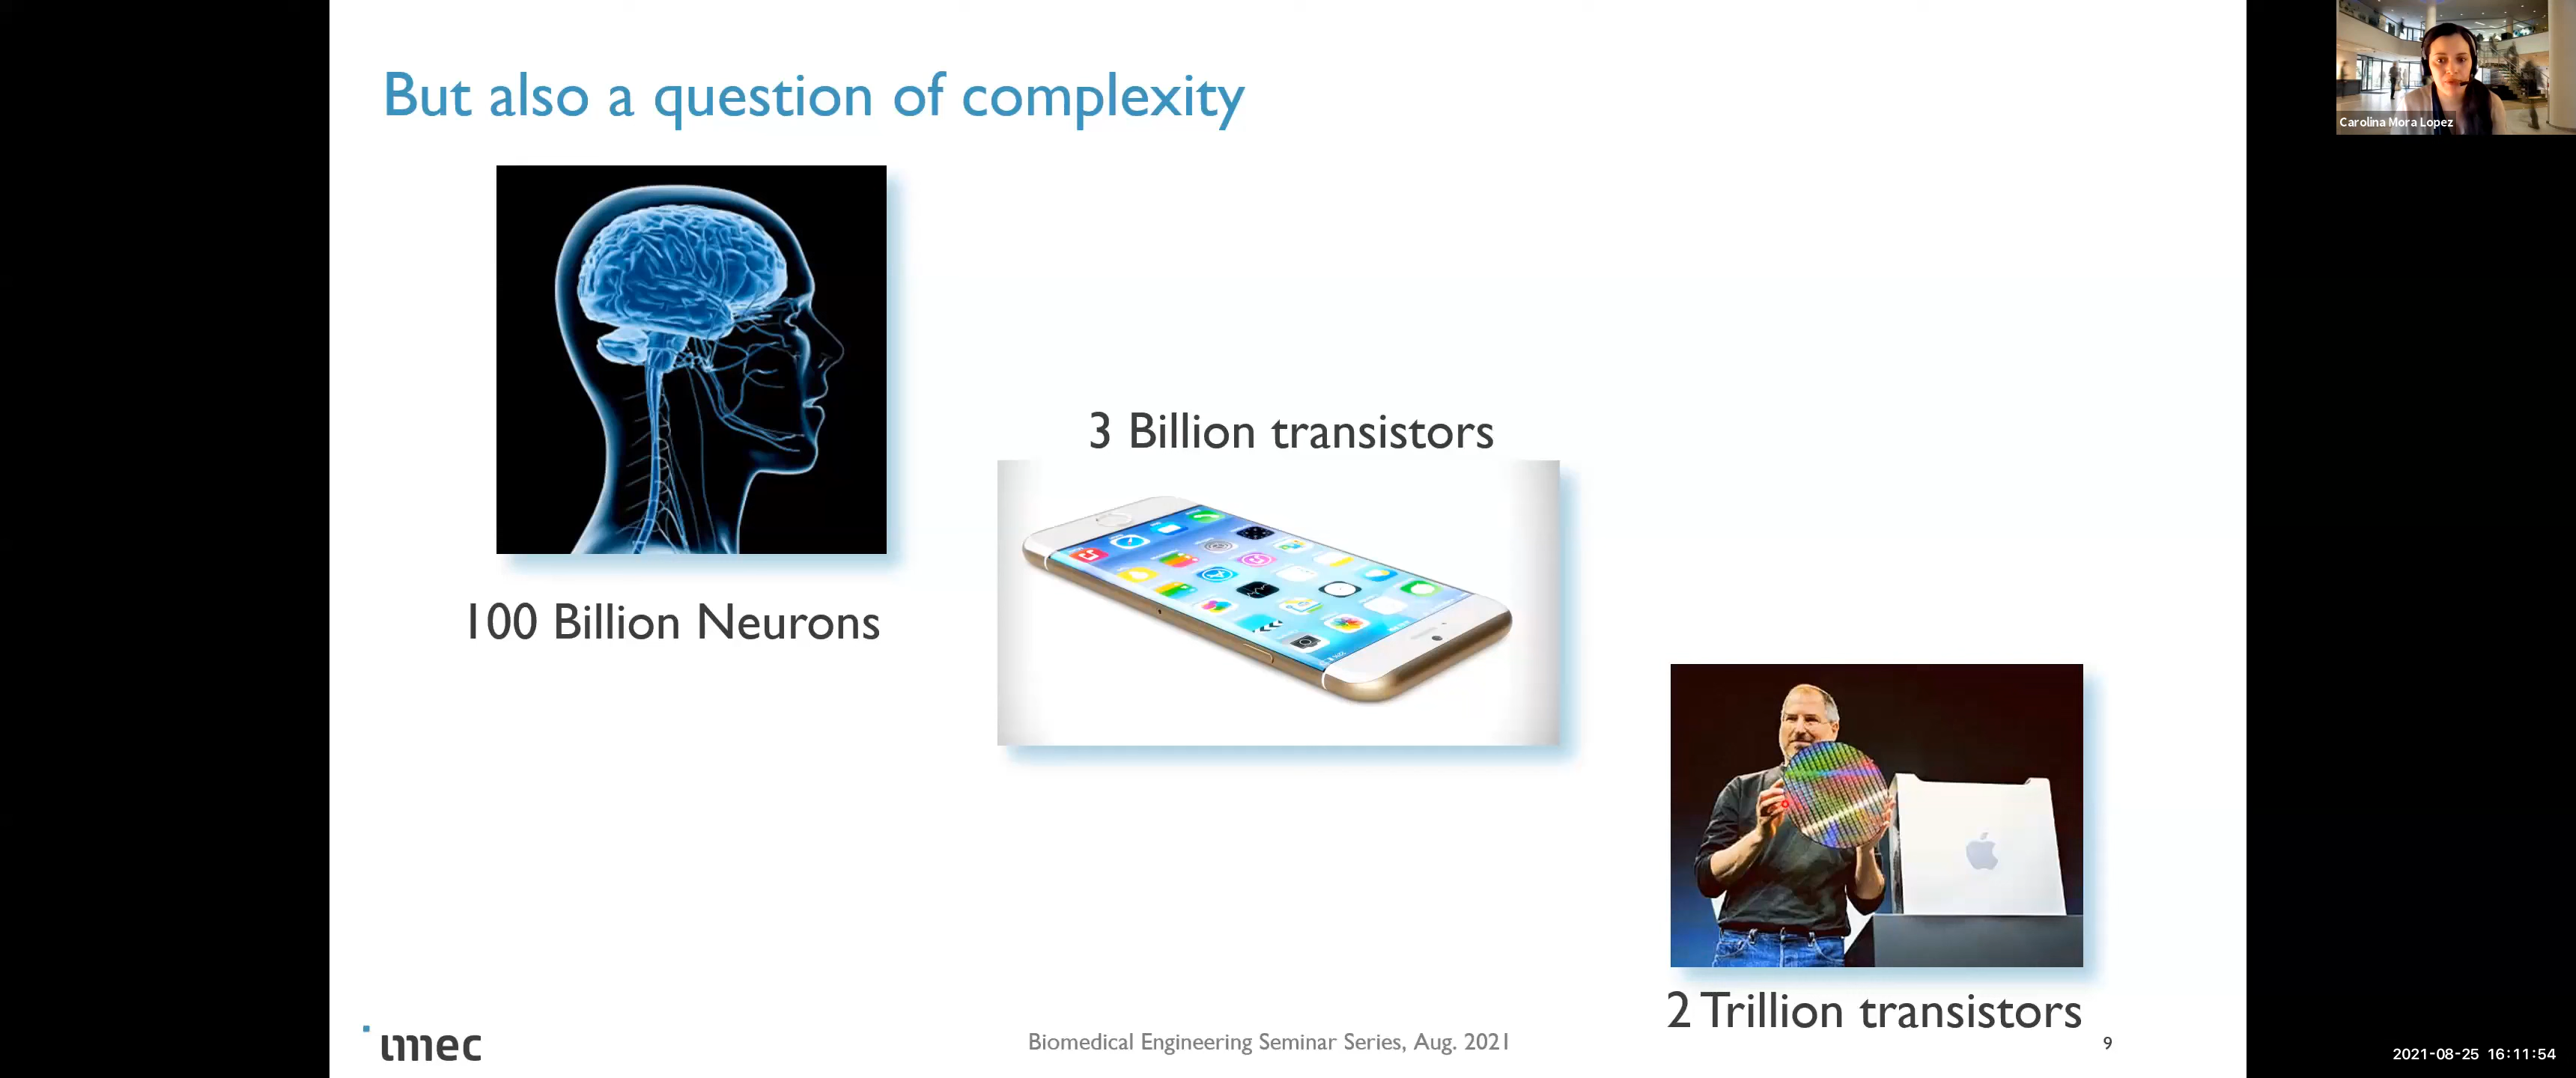 But also a question of complexity
Carolina Mora Lopez
3 Billion transistors
100 Billion Neurons
2 Trillion transistors
imec
Biomedical Engineering Seminar Series, Aug. 2021
9
2021-08-25 16:11:54